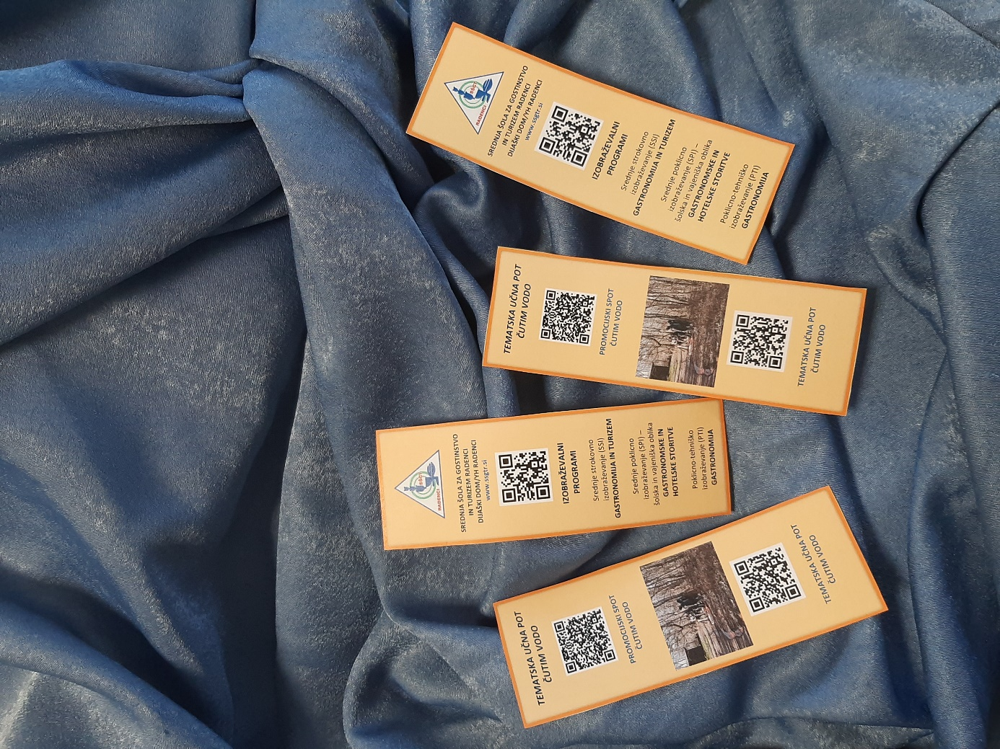 RADENCI
SŠGT
SREDNJA ŠOLA ZA GOSTINSTVO
IN TURIZEM RADENCI
DIJAŠKI DOM/YH RADENCI
www.ssgtr.si
IZOBRAŽEVALNI
PROGRAMI
Srednje strokovno
izobraževanje (SSI)
GASTRONOMIJA IN TURIZEM
Srednje poklicno
izobraževanje (SPI) –
šolska in vajeniška oblika
GASTRONOMSKE IN
HOTELSKE STORITVE
Poklicno-tehniško
izobraževanje (PTI)
GASTRONOMIJA
TEMATSKA UČNA POT
ČUTIM VODO
PROMOCIJSKI SPOT
ČUTIM VODO
TEMATSKA UČNA POT
ČUTIM VODO
RADENCI
SŠGT
SREDNJA ŠOLA ZA GOSTINSTVO
IN TURIZEM RADENCI
DIJAŠKI DOM/YH RADENCI
www.ssgtr.si
IZOBRAŽEVALNI
PROGRAMI
Srednje strokovno
izobraževanje (SSI)
GASTRONOMIJA IN TURIZEM
Srednje poklicno
izobraževanje (SPI) –
šolska in vajeniška oblika
GASTRONOMSKE IN
HOTELSKE STORITVE
Poklicno-tehniško
izobraževanje (PTI)
GASTRONOMIJA
TEMATSKA UČNA POT
ČUTIM VODO
PROMOCIJSKI SPOT
ČUTIM VODO
TEMATSKA UČNA POT
ČUTIM VODO